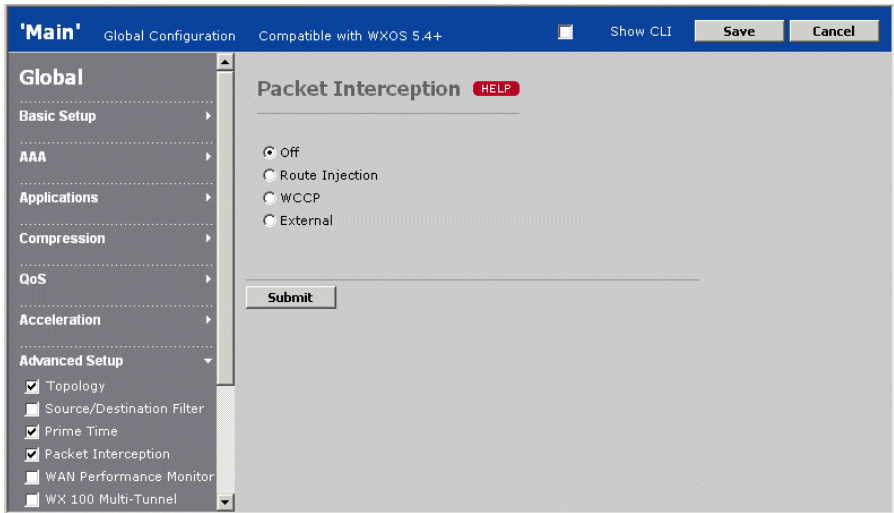 'Main' Global Configuration Compatible with WXOS 5.4+ Show CLI Save Cancel
Global
Basic Setup
AAA
Applications
Compression
QoS
Acceleration
Advanced Setup
Topology
Source/Destination Filter
Prime Time
Packet Interception
WAN Performance Monitor
WX 100 Multi-Tunnel
Packet Interception HELP
Off
Route Injection
WCCP
External
Submit